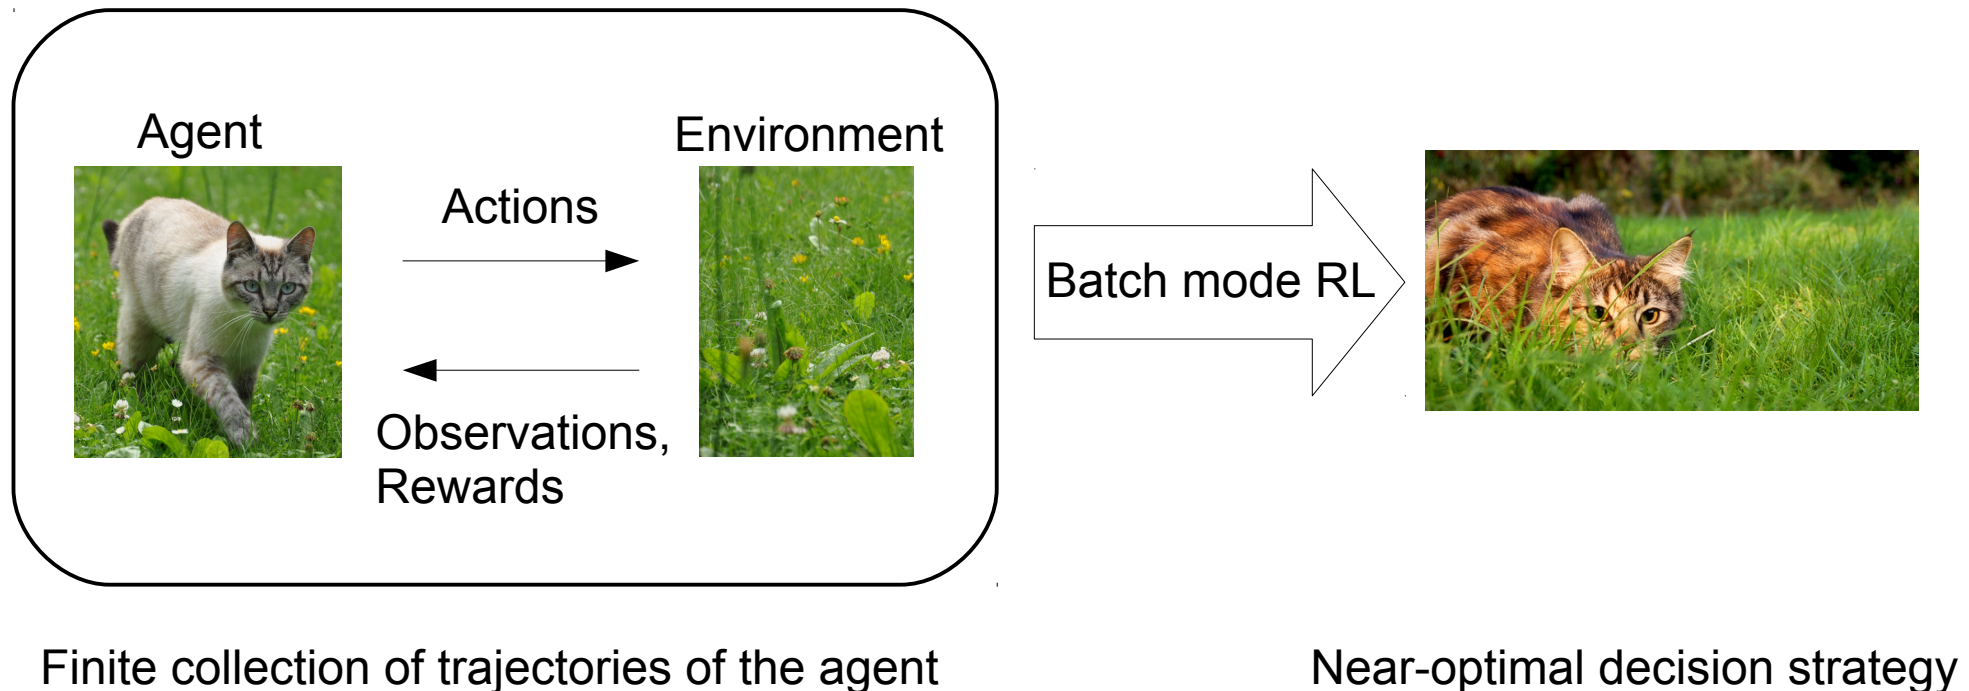 Agent
Environment
Actions
Observations,
Rewards
Batch mode RL
Finite collection of trajectories of the agent
Near-optimal decision strategy